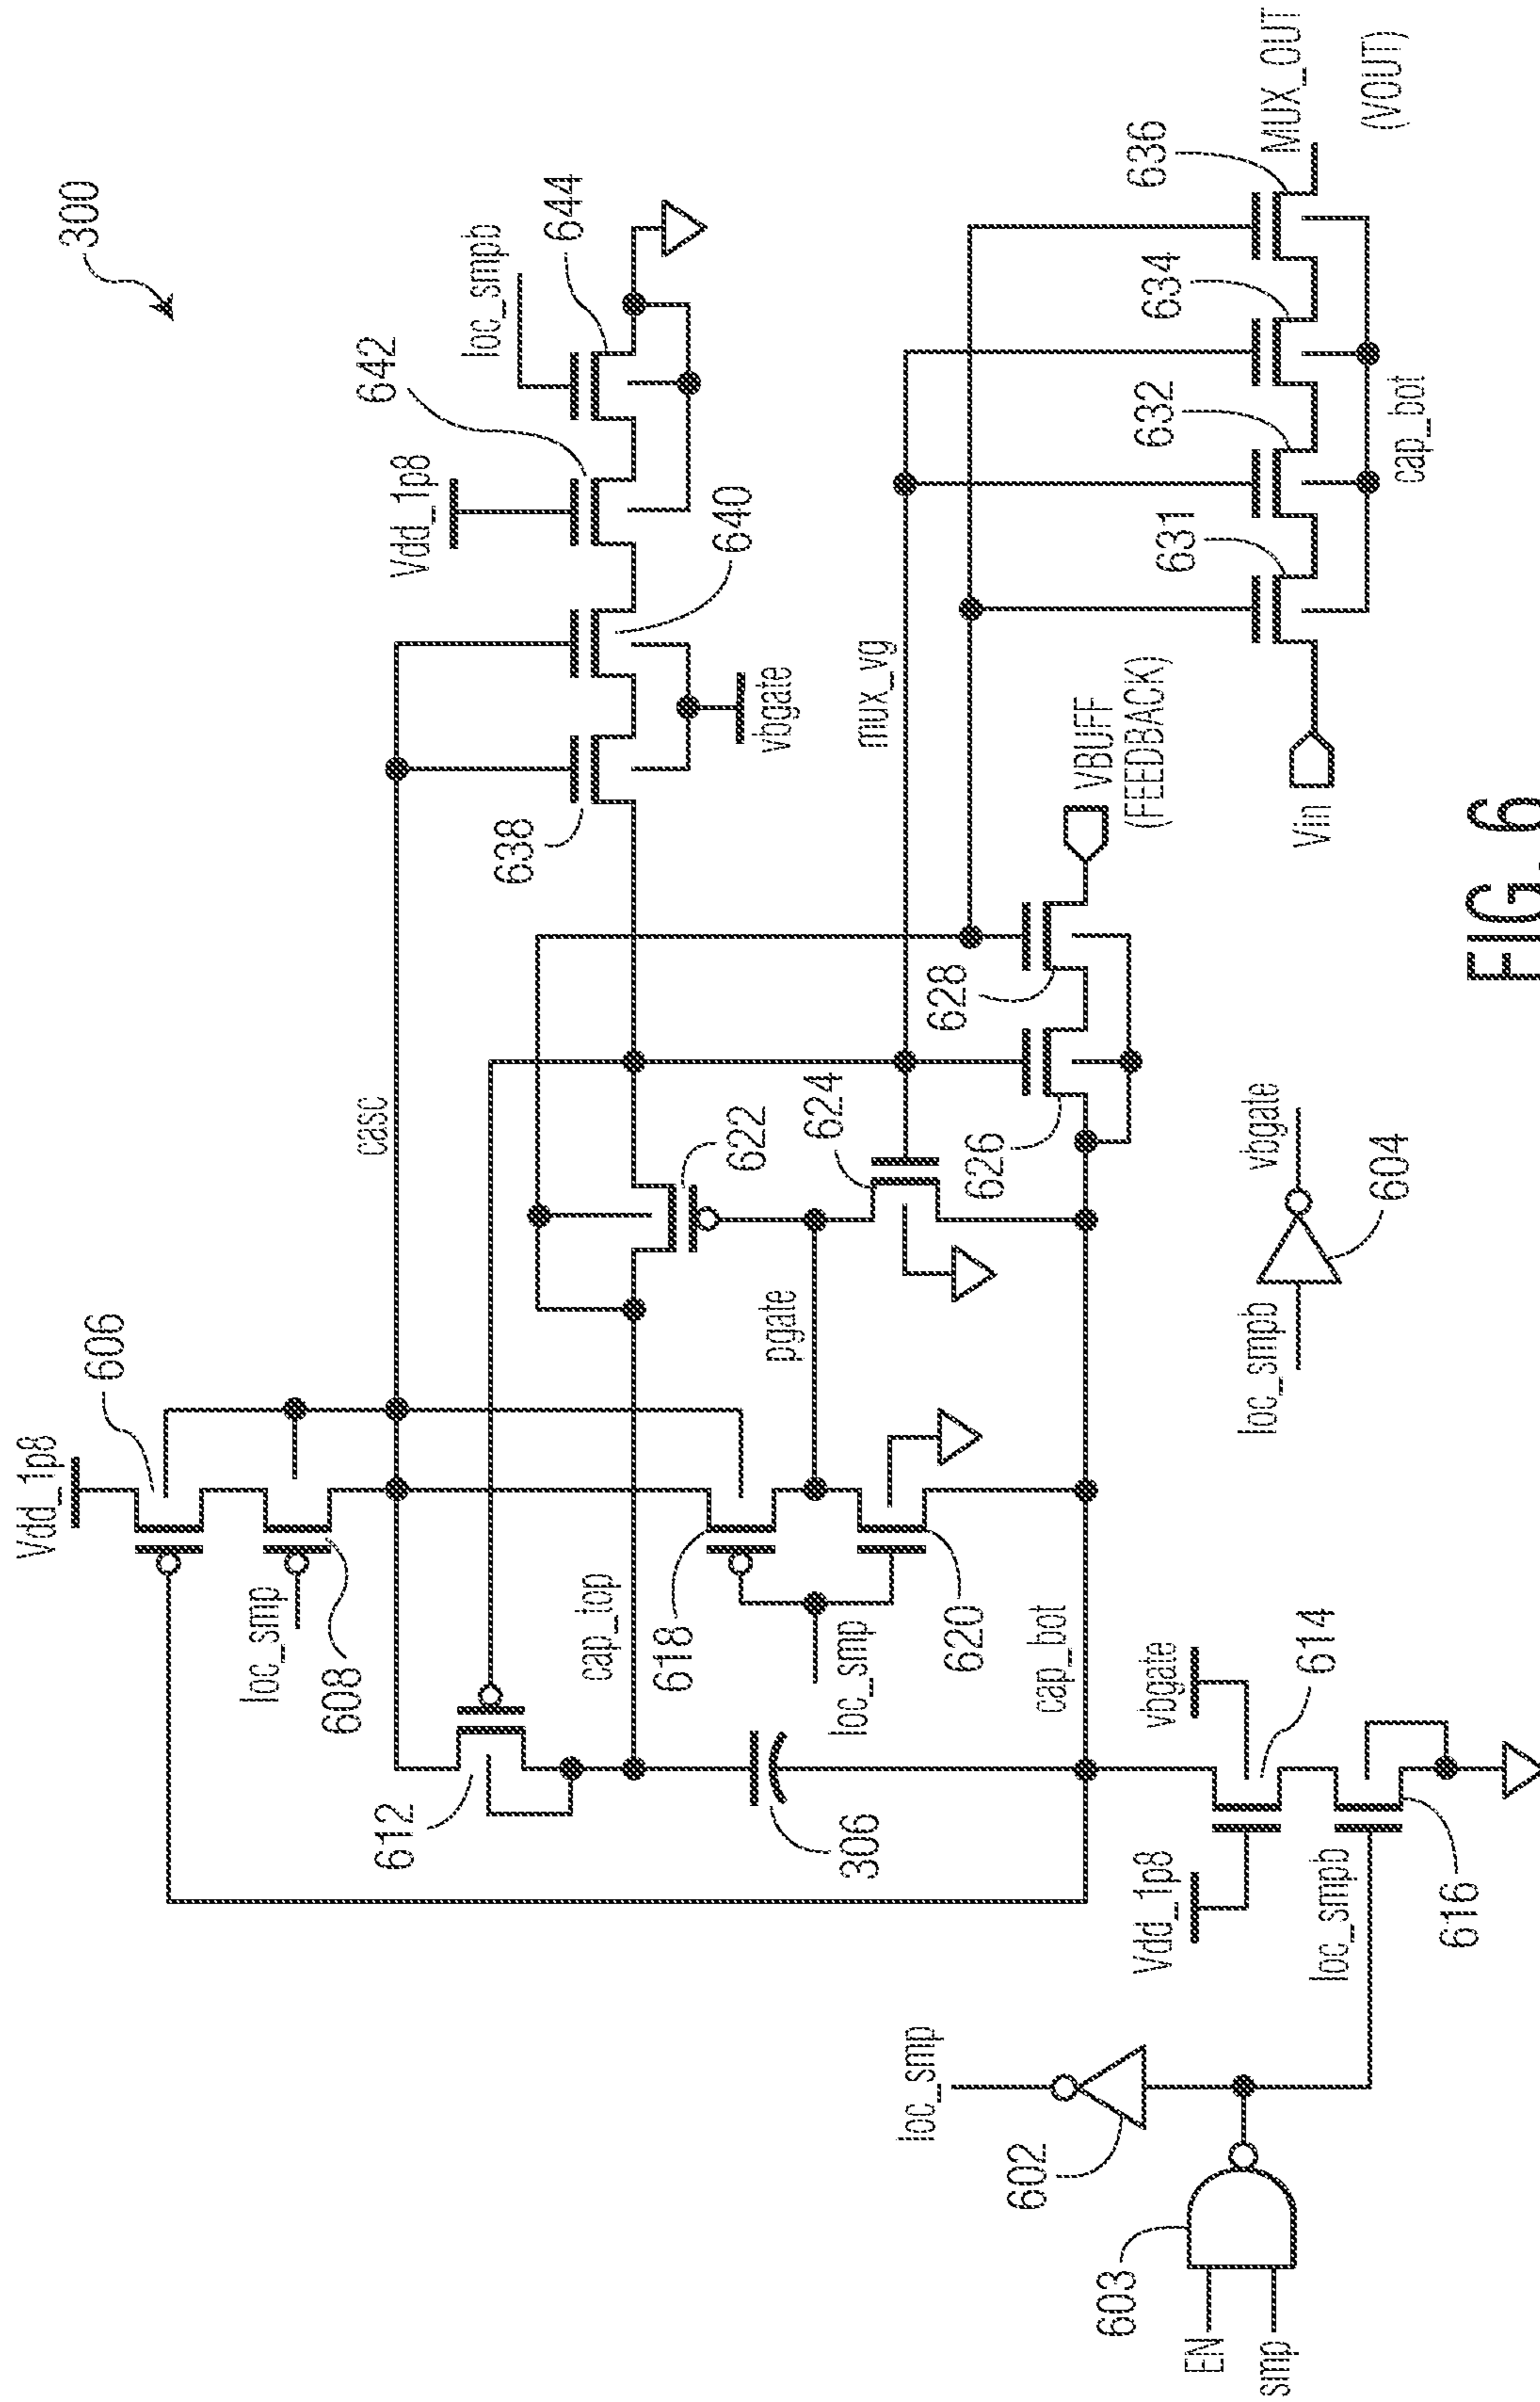 300
Vdd_1p8
606
loc_smp
608
casc
612
cap_top
618
loc_smp
620
306
cap_bot
pgate
622
624
626
628
VBUFF
(FEEDBACK)
mux_vg
638
640
vbgate
Vdd_1p8
642
loc_smpb
644
631
632
634
636
MUX_OUT
(VOUT)
Vin
cap_bot
vbgate
614
Vdd_1p8
loc_smpb
616
loc_smp
602
603
EN
smp
loc_smpb
vbgate
604
FIG. 6